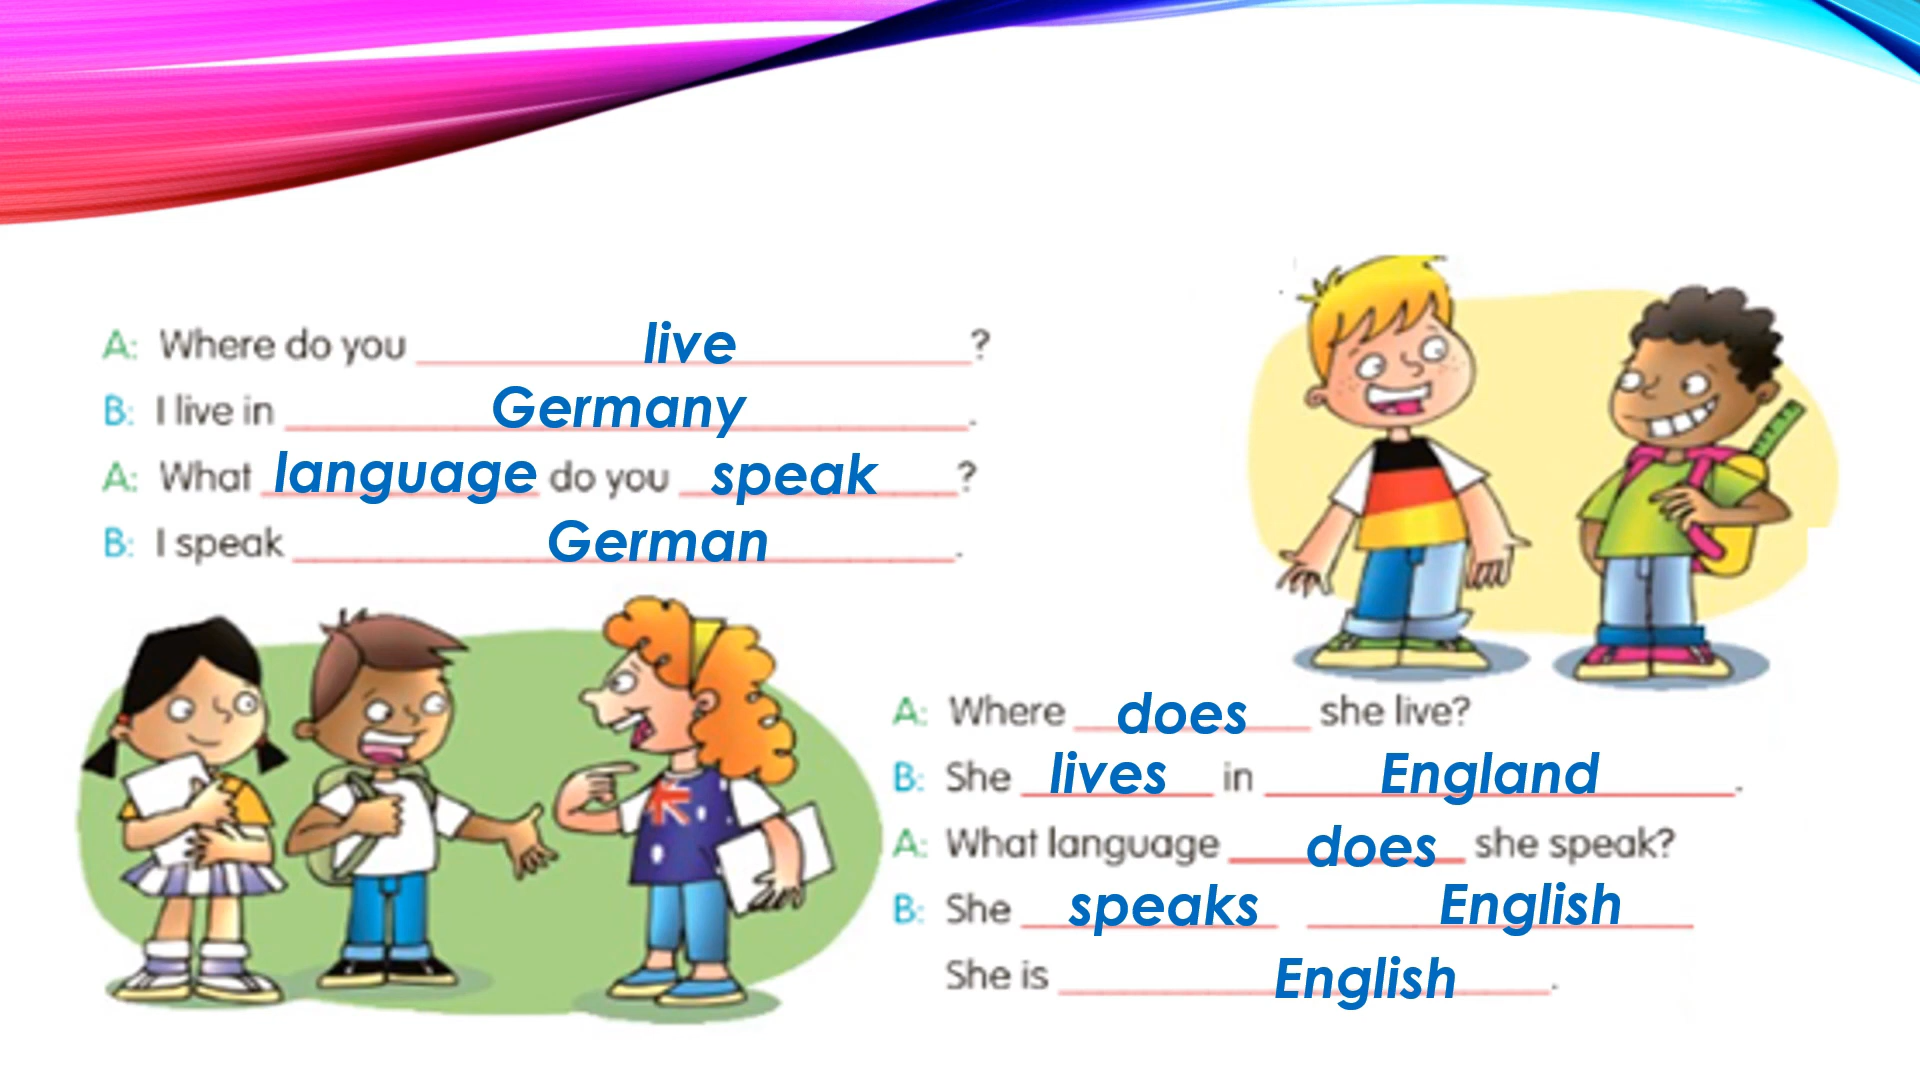 A: Where do you live?
B: I live in Germany.
A: What language do you speak?
B: I speak German.
A: Where does she live?
B: She lives in England.
A: What language does she speak?
B: She speaks English
She is English.